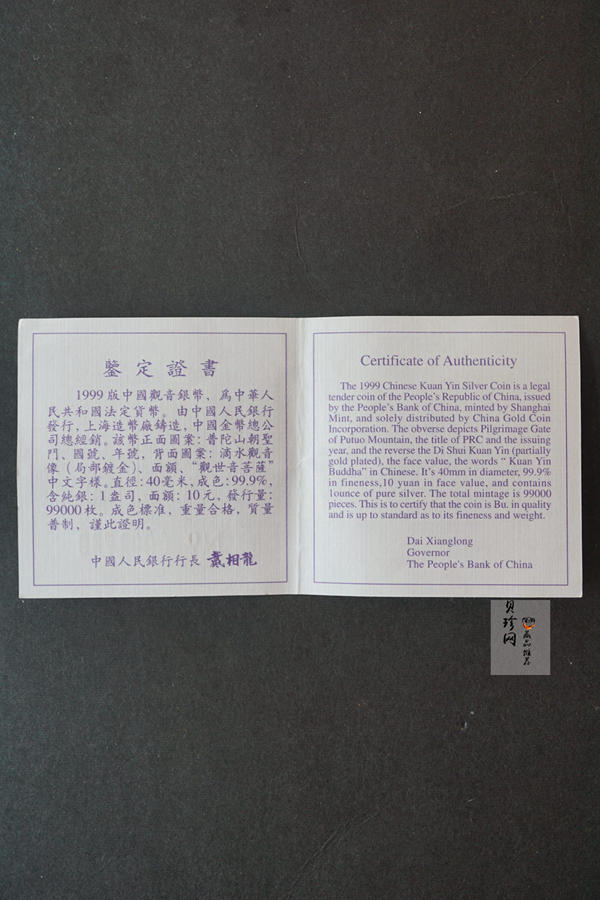 鑒定證書
1999版中國觀音銀幣，爲中華人
民共和國法定貨幣。由中國人民銀行
發行，上海造幣廠鑄造，中國金幣總公
司總經銷。該幣正面圖案：普陀山朝聖
門、國號、年號，背面圖案：滴水觀音
像（局部鍍金）、面額、“觀世音菩薩”
中文字樣。直徑：40毫米，成色：99.9%，
含純銀：1盎司，面額：10元，發行量：
99000枚。成色標准，重量合格，質量
普制，謹此證明。
中國人民銀行行長 戴相龍
Certificate of Authenticity
The 1999 Chinese Kuan Yin Silver Coin is a legal
tender coin of the People's Republic of China, issued
by the People's Bank of China, minted by Shanghai
Mint, and solely distributed by China Gold Coin
Incorporation. The obverse depicts Pilgrimage Gate
of Putuo Mountain, the title of PRC and the issuing
year, and the reverse the Di Shui Kuan Yin (partially
gold plated), the face value, the words “ Kuan Yin
Buddha” in Chinese. It's 40mm in diameter, 99.9%
in fineness,10 yuan in face value, and contains
1ounce of pure silver. The total mintage is 99000
pieces. This is to certify that the coin is Bu. in quality
and is up to standard as to its fineness and weight.
Dai Xianglong
Governor
The People's Bank of China
贝珍网
藏品推荐